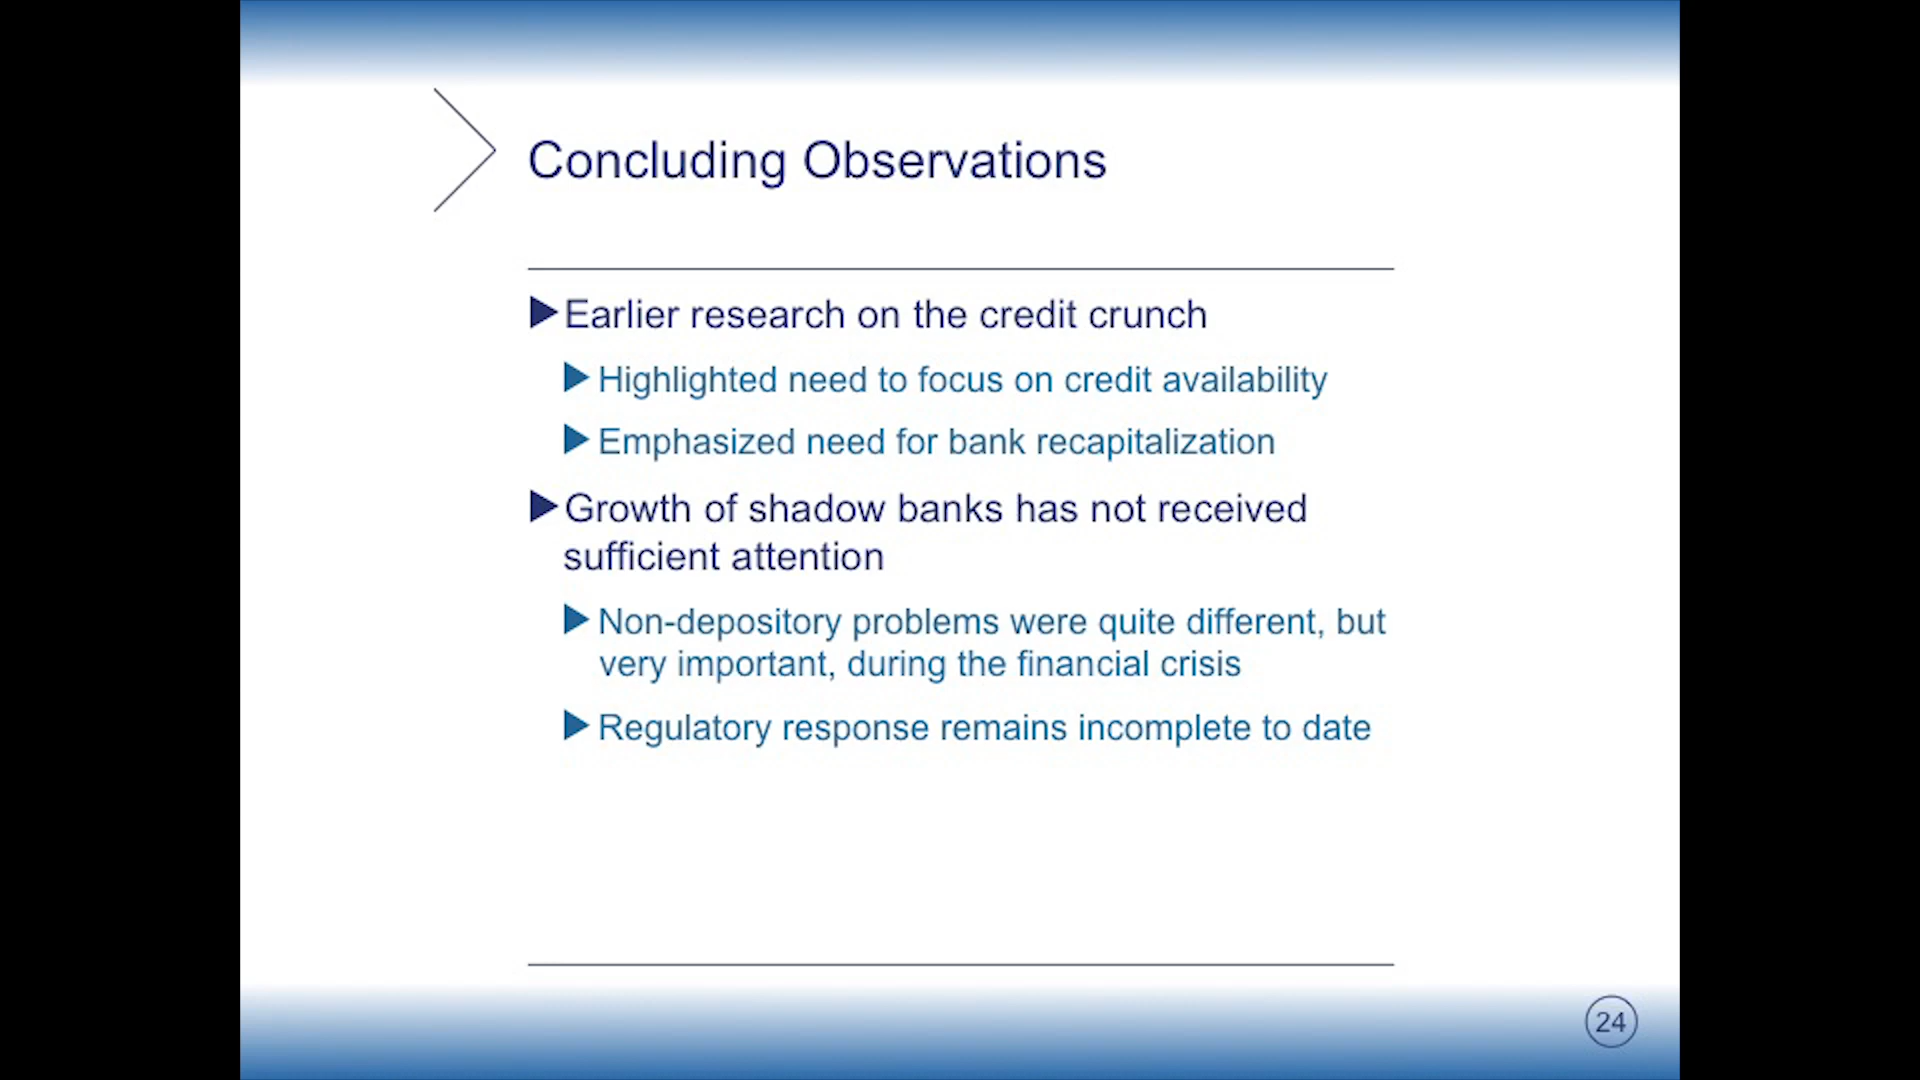 Concluding Observations
Earlier research on the credit crunch
Highlighted need to focus on credit availability
Emphasized need for bank recapitalization
Growth of shadow banks has not received
sufficient attention
Non-depository problems were quite different, but
very important, during the financial crisis
Regulatory response remains incomplete to date
24